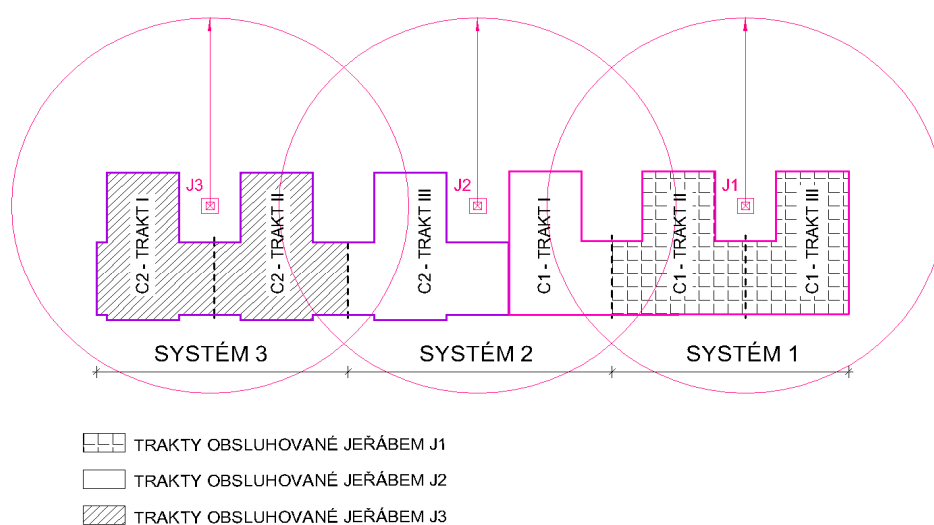 J3
J2
J1
C2 - TRAKT I
C2 - TRAKT II
C2 - TRAKT III
C1 - TRAKT I
C1 - TRAKT II
C1 - TRAKT III
SYSTÉM 3
SYSTÉM 2
SYSTÉM 1
TRAKTY OBSLUHOVANÉ JEŘÁBEM J1
TRAKTY OBSLUHOVANÉ JEŘÁBEM J2
TRAKTY OBSLUHOVANÉ JEŘÁBEM J3